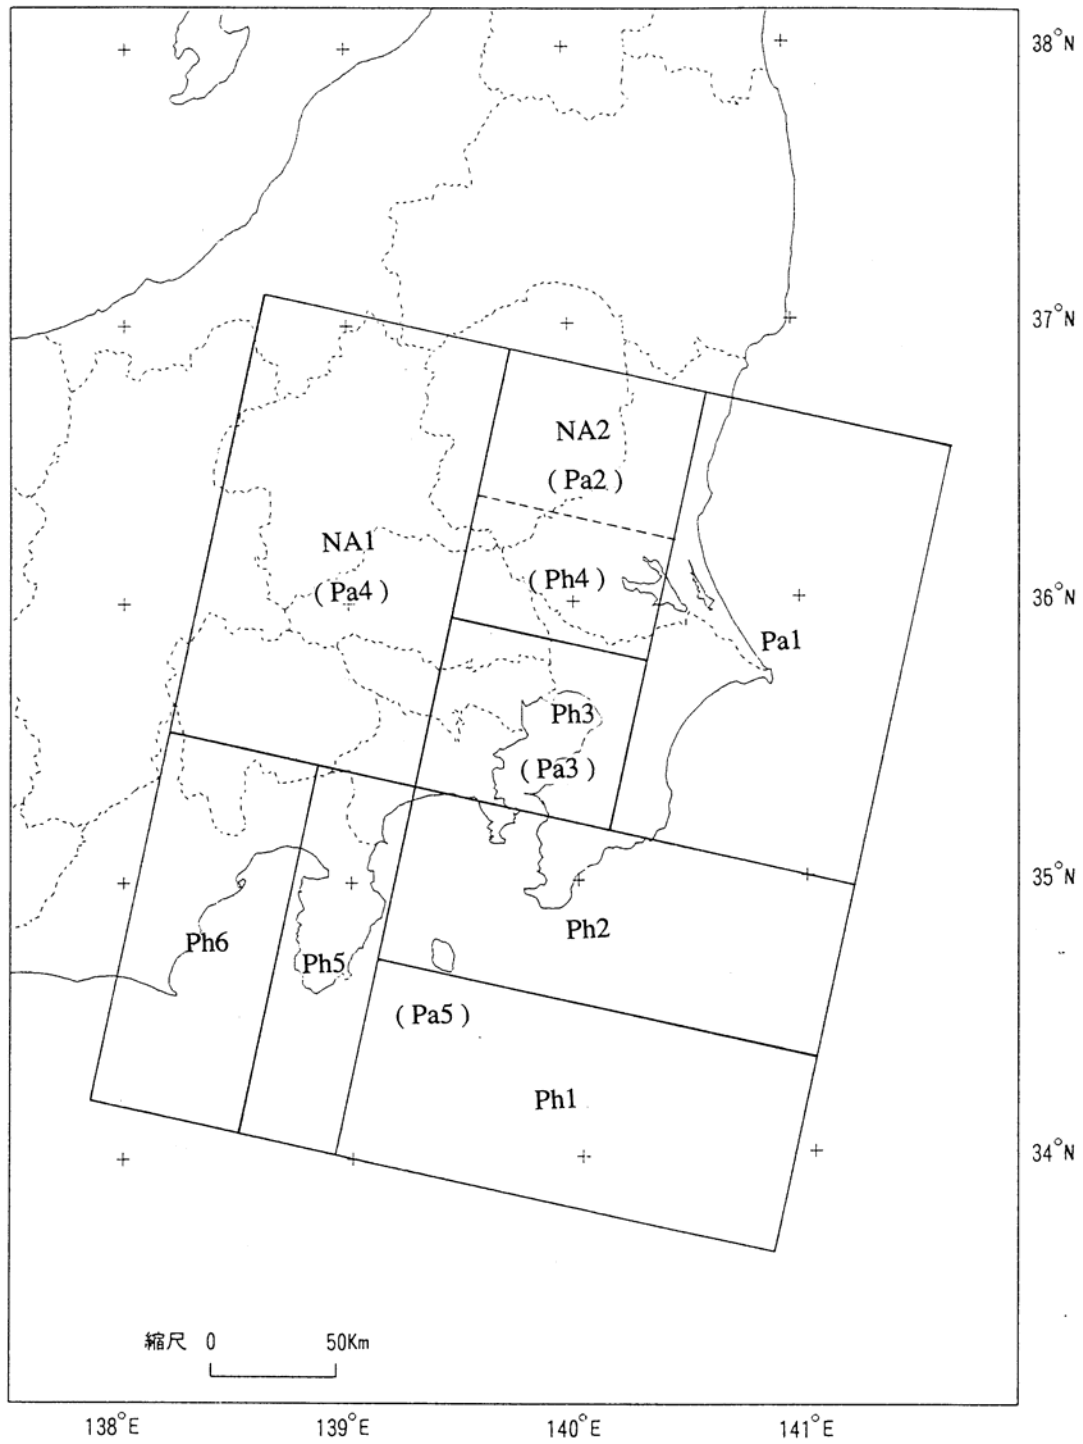 38°N
37°N
NA2
( Pa2 )
NA1
( Pa4 )
( Ph4 )
36°N
Pa1
Ph3
( Pa3 )
35°N
Ph2
Ph6
Ph5
( Pa5 )
Ph1
34°N
縮尺 0 50Km
138°E 139°E 140°E 141°E